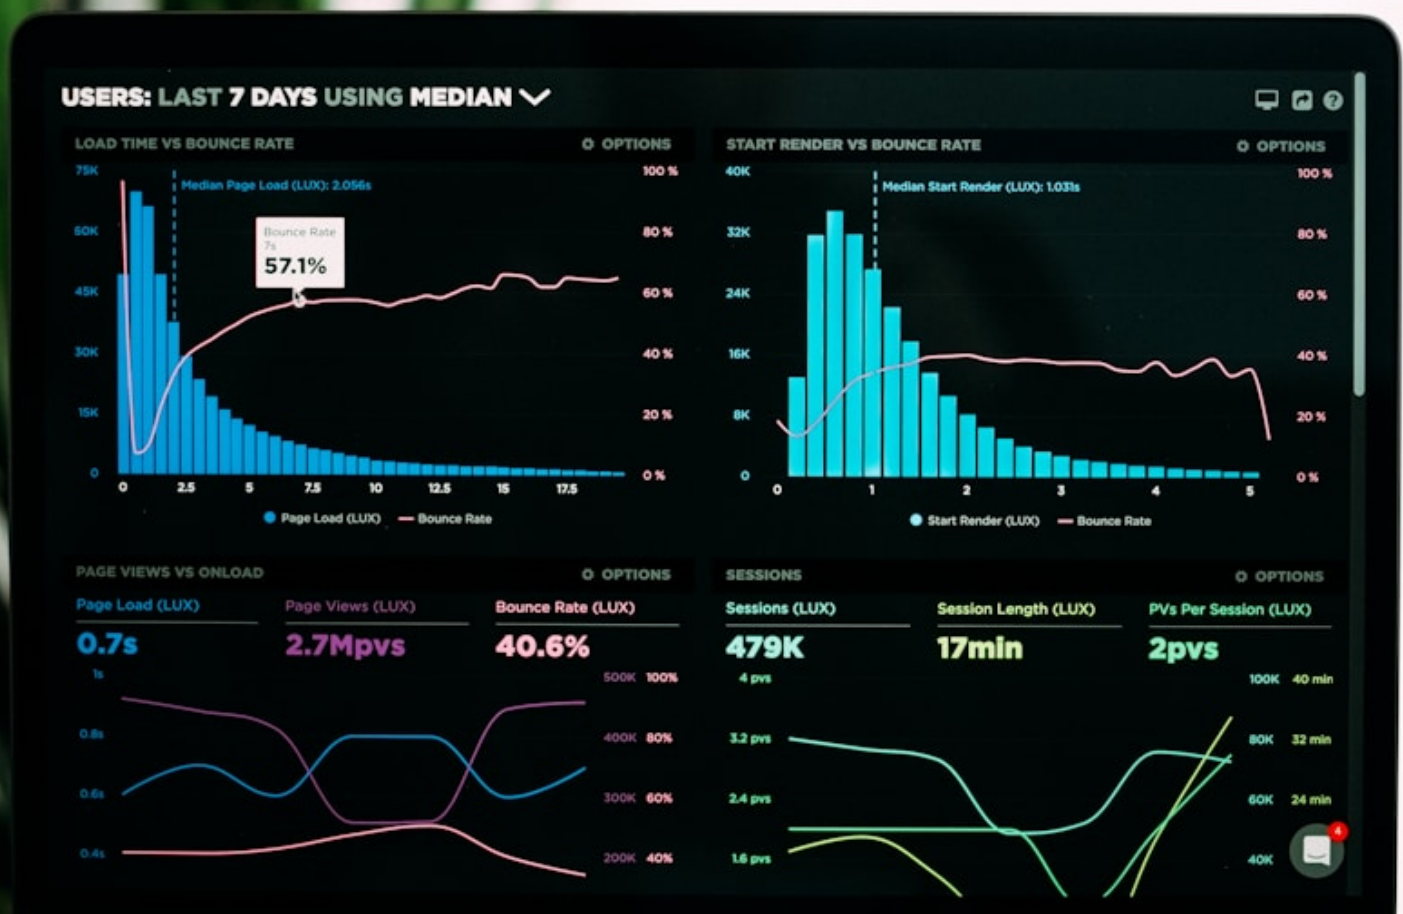 USERS: LAST 7 DAYS USING MEDIAN
LOAD TIME VS BOUNCE RATE
OPTIONS
75K
60K
45K
30K
15K
0
Median Page Load (LUX): 2.056s
Bounce Rate
7s
57.1%
100 %
80 %
60 %
40 %
20 %
0 %
0 2.5 5 7.5 10 12.5 15 17.5
Page Load (LUX) Bounce Rate
START RENDER VS BOUNCE RATE
OPTIONS
40K
32K
24K
16K
8K
0
Median Start Render (LUX): 1.031s
100 %
80 %
60 %
40 %
20 %
0 %
0 1 2 3 4 5
Start Render (LUX) Bounce Rate
PAGE VIEWS VS ONLOAD
OPTIONS
Page Load (LUX)
0.7s
Page Views (LUX)
2.7Mpvs
Bounce Rate (LUX)
40.6%
1s
0.8s
0.6s
0.4s
500K 100%
400K 80%
300K 60%
200K 40%
SESSIONS
OPTIONS
Sessions (LUX)
479K
Session Length (LUX)
17min
PVs Per Session (LUX)
2pvs
4 pvs
3.2 pvs
2.4 pvs
1.6 pvs
100K 40 min
80K 32 min
60K 24 min
40K
4